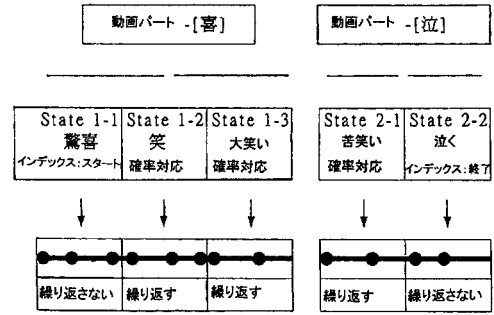 動画パート -[喜]
動画パート -[泣]
State 1-1
驚喜
インデックス:スタート
State 1-2
笑
確率対応
State 1-3
大笑い
確率対応
State 2-1
苦笑い
確率対応
State 2-2
泣く
インデックス:終了
繰り返さない
繰り返す
繰り返す
繰り返す
繰り返さない